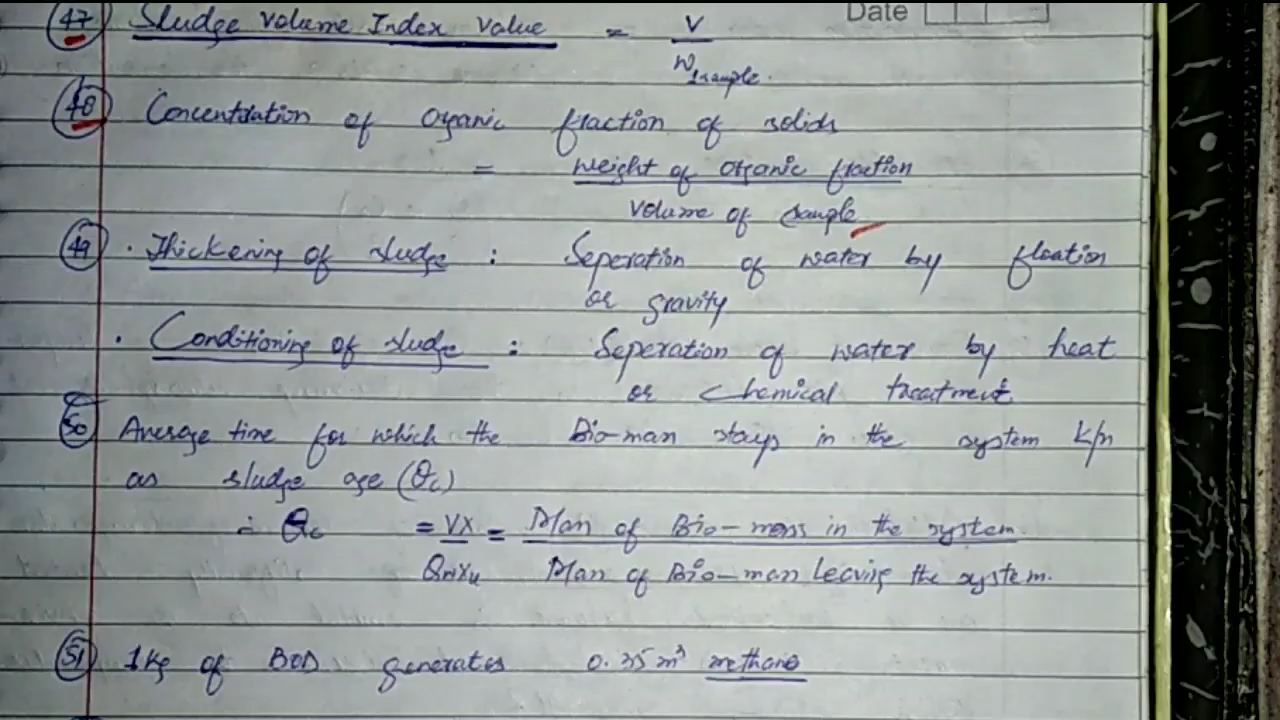 Date
(47) Sludge Volume Index Value = V
W sample
(48) Concentration of Organic fraction of solids
= weight of organic fraction
Volume of sample
(49) · Thickening of sludge : Seperation of water by floation
or gravity
· Conditioning of sludge : Seperation of water by heat
or chemical treatment.
(50) Average time for which the Bio-mass stays in the system k/n
as sludge age (θc)
∴ θc = VX = Mass of Bio-mass in the system.
QwXu Mass of Bio-mass leaving the system.
(51) 1 Kg of BOD generates 0.35 m³ methane